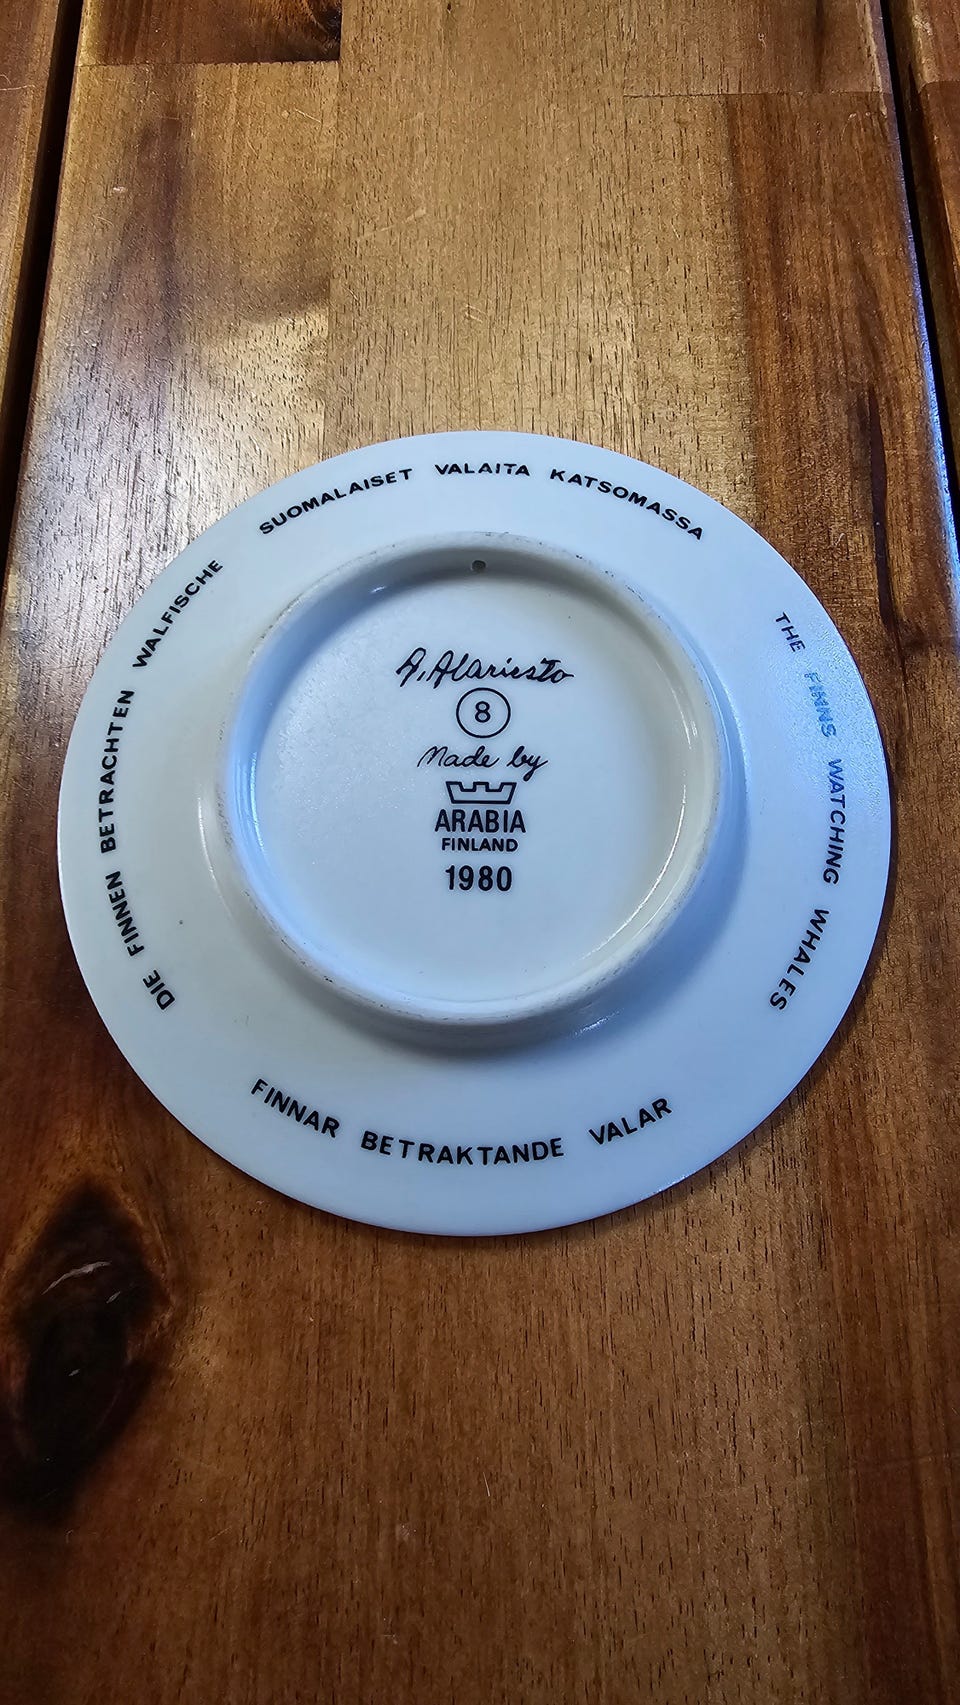 SUOMALAISET VALAITA KATSOMASSA
THE FINNS WATCHING WHALES
FINNAR BETRAKTANDE VALAR
DIE FINNEN BETRACHTEN WALFISCHE
A. Alariesto
8
Made by
ARABIA
FINLAND
1980